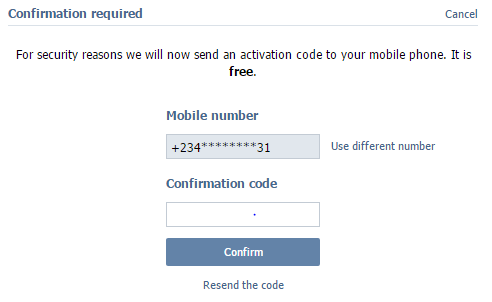 Confirmation required
Cancel
For security reasons we will now send an activation code to your mobile phone. It is
free.
Mobile number
+234********31
Use different number
Confirmation code
Confirm
Resend the code